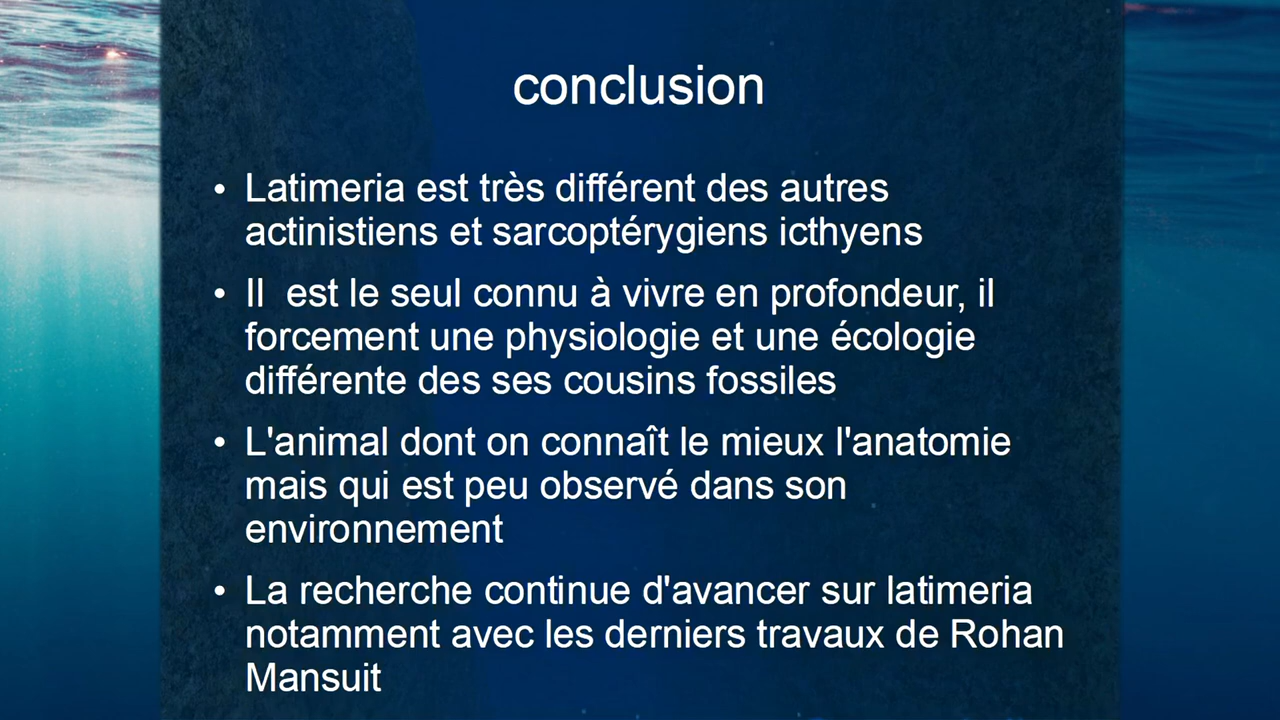 conclusion
• Latimeria est très différent des autres
actinistiens et sarcoptérygiens icthyens
• Il  est le seul connu à vivre en profondeur, il
forcement une physiologie et une écologie
différente des ses cousins fossiles
• L'animal dont on connaît le mieux l'anatomie
mais qui est peu observé dans son
environnement
• La recherche continue d'avancer sur latimeria
notamment avec les derniers travaux de Rohan
Mansuit